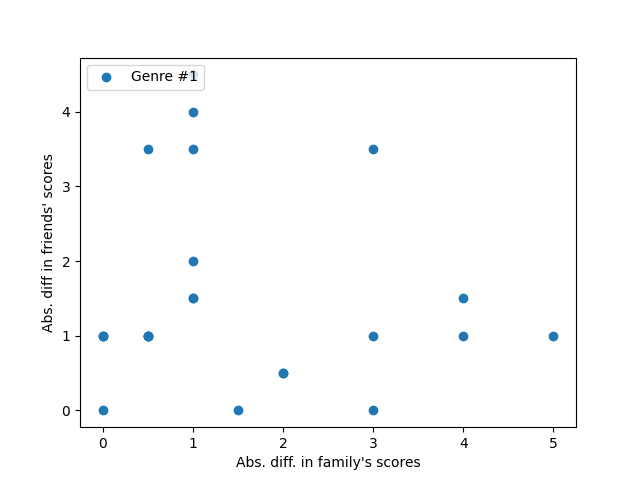 Genre #1
4
3
2
1
0
Abs. diff in friends' scores
0 1 2 3 4 5
Abs. diff. in family's scores